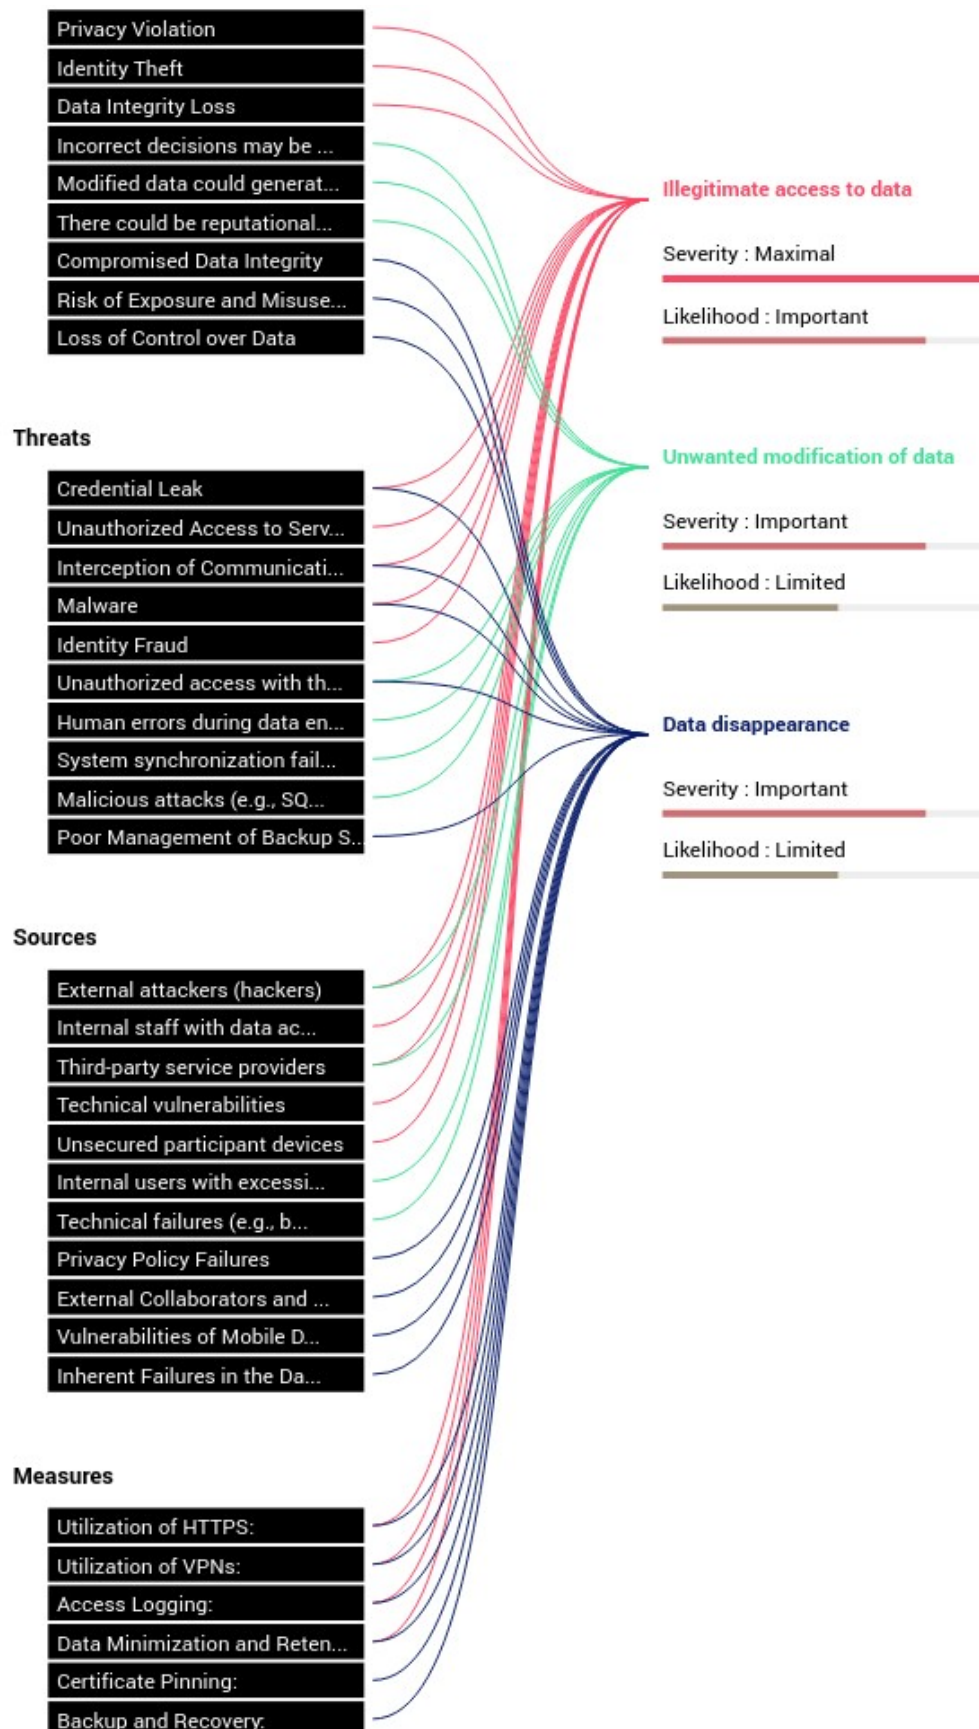 Privacy Violation
Identity Theft
Data Integrity Loss
Incorrect decisions may be ...
Modified data could generat...
There could be reputational...
Compromised Data Integrity
Risk of Exposure and Misuse...
Loss of Control over Data
Threats
Credential Leak
Unauthorized Access to Serv...
Interception of Communicati...
Malware
Identity Fraud
Unauthorized access with th...
Human errors during data en...
System synchronization fail...
Malicious attacks (e.g., SQ...
Poor Management of Backup S...
Sources
External attackers (hackers)
Internal staff with data ac...
Third-party service providers
Technical vulnerabilities
Unsecured participant devices
Internal users with excessi...
Technical failures (e.g., b...
Privacy Policy Failures
External Collaborators and ...
Vulnerabilities of Mobile D...
Inherent Failures in the Da...
Measures
Utilization of HTTPS:
Utilization of VPNs:
Access Logging:
Data Minimization and Reten...
Certificate Pinning:
Backup and Recovery:
Illegitimate access to data
Severity : Maximal
Likelihood : Important
Unwanted modification of data
Severity : Important
Likelihood : Limited
Data disappearance
Severity : Important
Likelihood : Limited